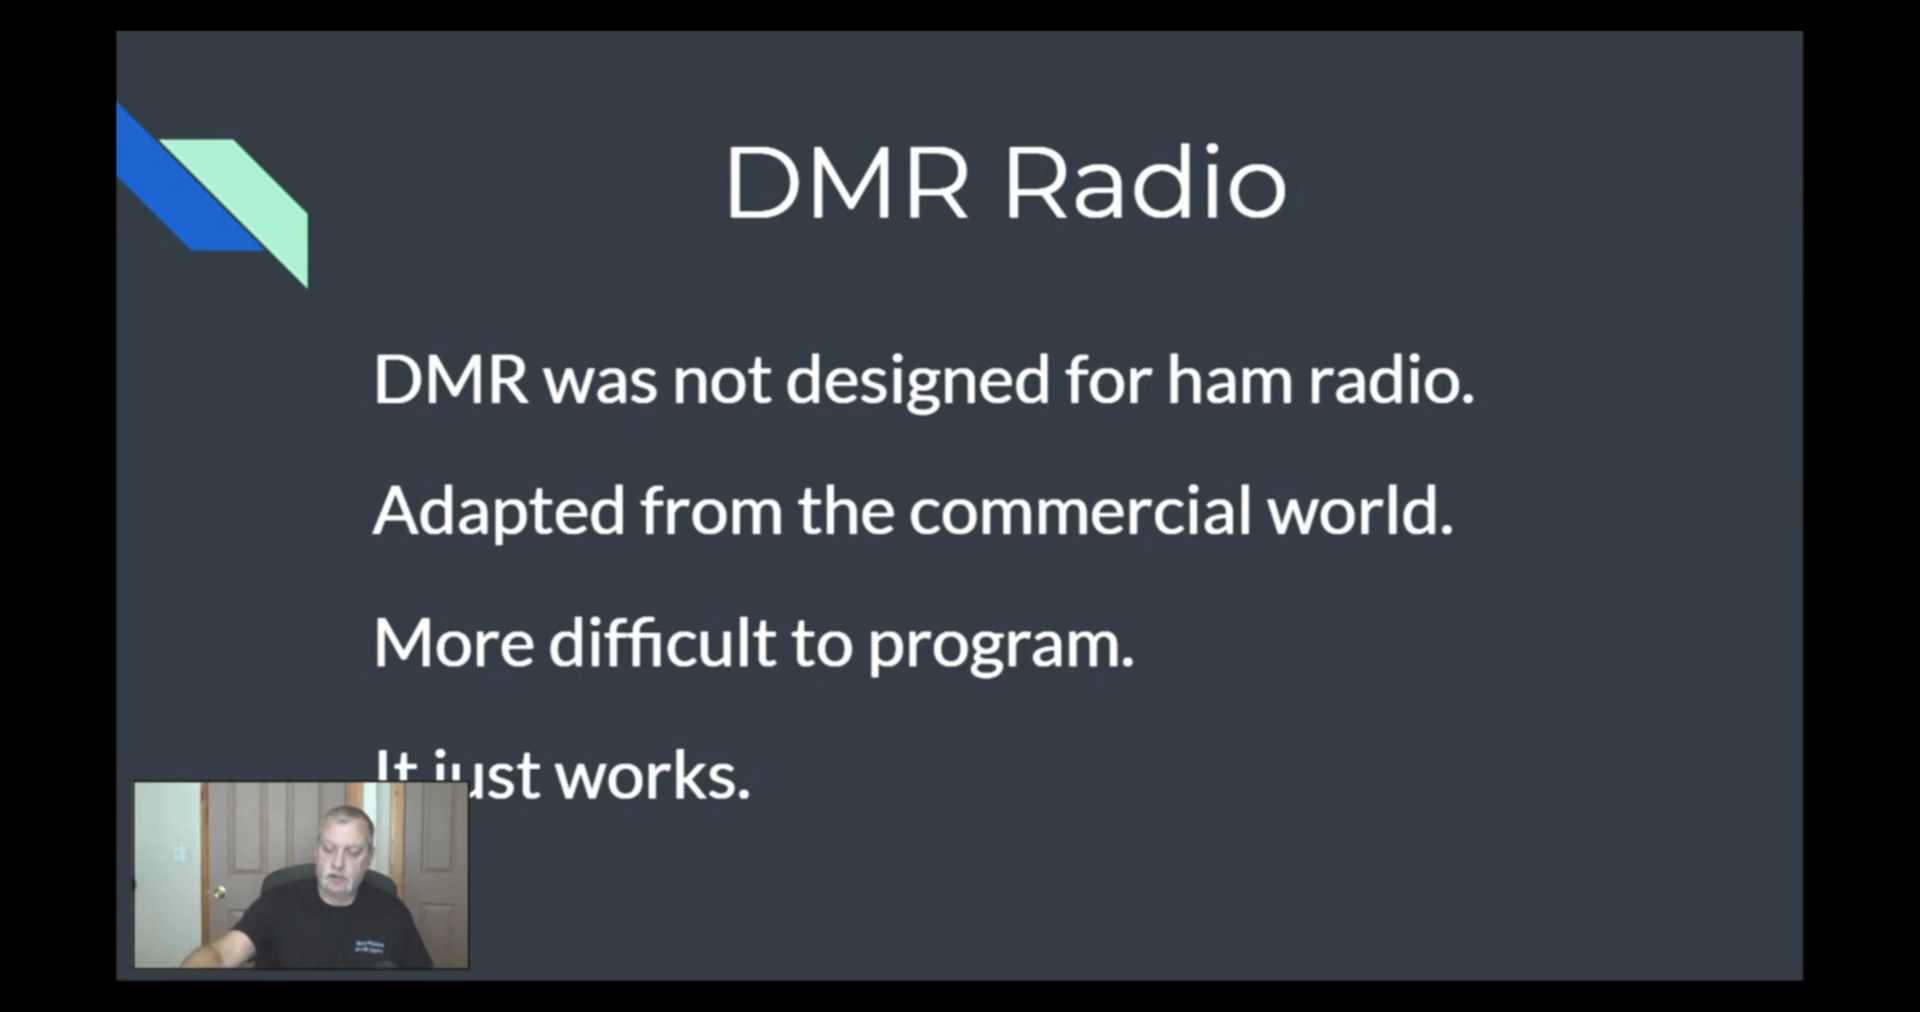 DMR Radio
DMR was not designed for ham radio.
Adapted from the commercial world.
More difficult to program.
It just works.